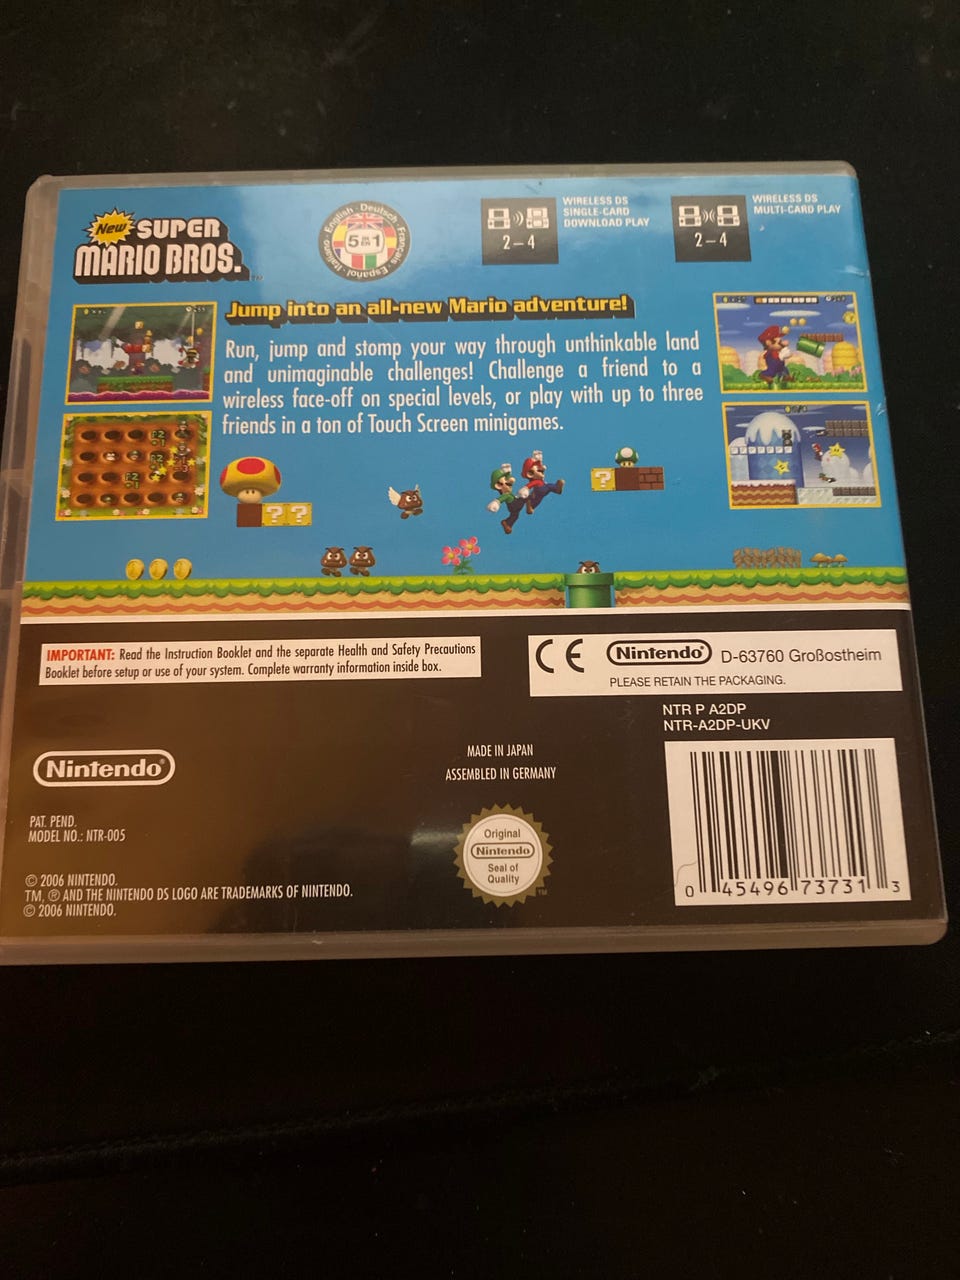 New SUPER
MARIO BROS.™
English · Deutsch · Français · Español · Italiano
5 IN EN 1
2–4
WIRELESS DS
SINGLE-CARD
DOWNLOAD PLAY
2–4
WIRELESS DS
MULTI-CARD PLAY
Jump into an all-new Mario adventure!
Run, jump and stomp your way through unthinkable land
and unimaginable challenges! Challenge a friend to a
wireless face-off on special levels, or play with up to three
friends in a ton of Touch Screen minigames.
? ?
?
IMPORTANT: Read the Instruction Booklet and the separate Health and Safety Precautions
Booklet before setup or use of your system. Complete warranty information inside box.
CE Nintendo® D-63760 Großostheim
PLEASE RETAIN THE PACKAGING.
NTR P A2DP
NTR-A2DP-UKV
Nintendo®
MADE IN JAPAN
ASSEMBLED IN GERMANY
PAT. PEND.
MODEL NO.: NTR-005
Original
Nintendo
Seal of
Quality
TM
© 2006 NINTENDO.
TM, ® AND THE NINTENDO DS LOGO ARE TRADEMARKS OF NINTENDO.
© 2006 NINTENDO.
0 45496 73731 3